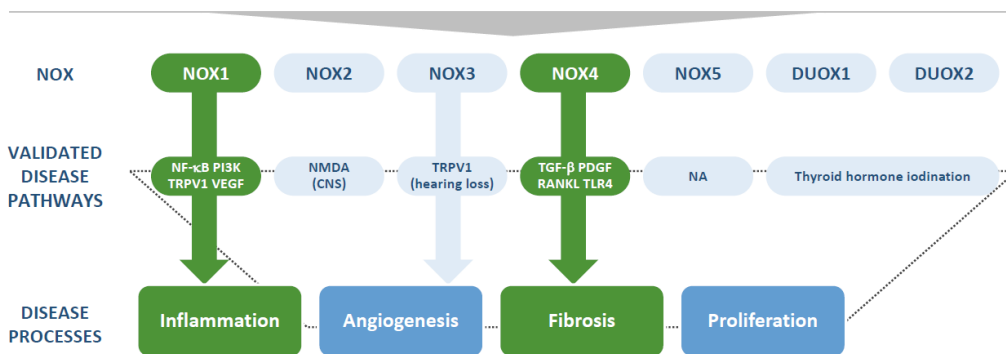 NOX
NOX1
NOX2
NOX3
NOX4
NOX5
DUOX1
DUOX2
VALIDATED
DISEASE
PATHWAYS
NF-κB PI3K
TRPV1 VEGF
NMDA
(CNS)
TRPV1
(hearing loss)
TGF-β PDGF
RANKL TLR4
NA
Thyroid hormone iodination
DISEASE
PROCESSES
Inflammation
Angiogenesis
Fibrosis
Proliferation